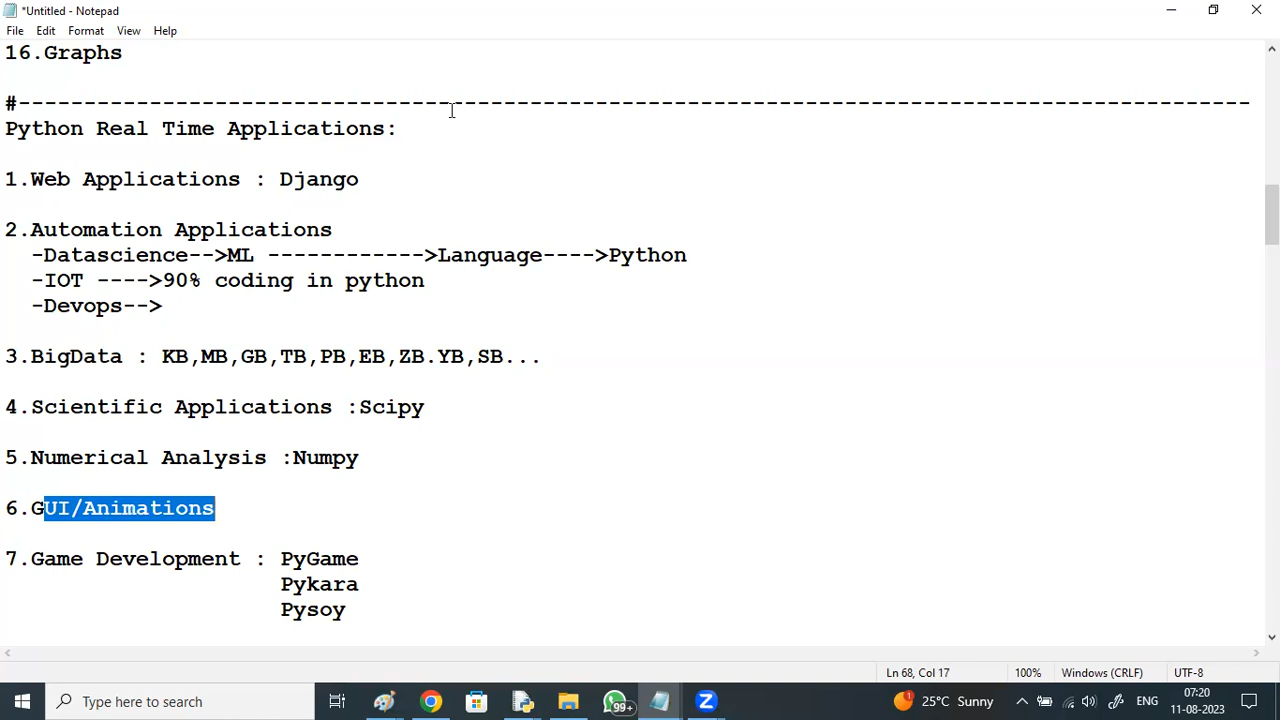 *Untitled - Notepad
File Edit Format View Help
16.Graphs
#----------------------------------------------------------------------------------------------
Python Real Time Applications:
1.Web Applications : Django
2.Automation Applications
-Datascience-->ML ------------>Language---->Python
-IOT ---->90% coding in python
-Devops-->
3.BigData : KB,MB,GB,TB,PB,EB,ZB.YB,SB...
4.Scientific Applications :Scipy
5.Numerical Analysis :Numpy
6.GUI/Animations
7.Game Development : PyGame
Pykara
Pysoy
Ln 68, Col 17 100% Windows (CRLF) UTF-8
Type here to search 99+ 1 25°C Sunny ENG 07:20
11-08-2023